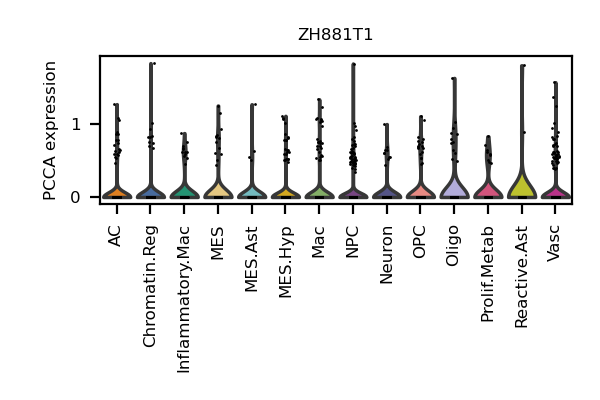 ZH881T1
PCCA expression
1
0
AC
Chromatin.Reg
Inflammatory.Mac
MES
MES.Ast
MES.Hyp
Mac
NPC
Neuron
OPC
Oligo
Prolif.Metab
Reactive.Ast
Vasc